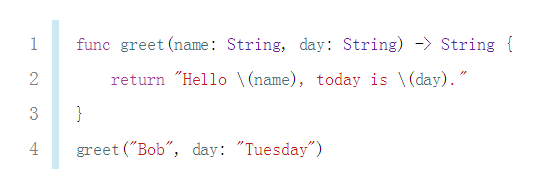 1 func greet(name: String, day: String) -> String {
2 return "Hello \(name), today is \(day)."
3 }
4 greet("Bob", day: "Tuesday")